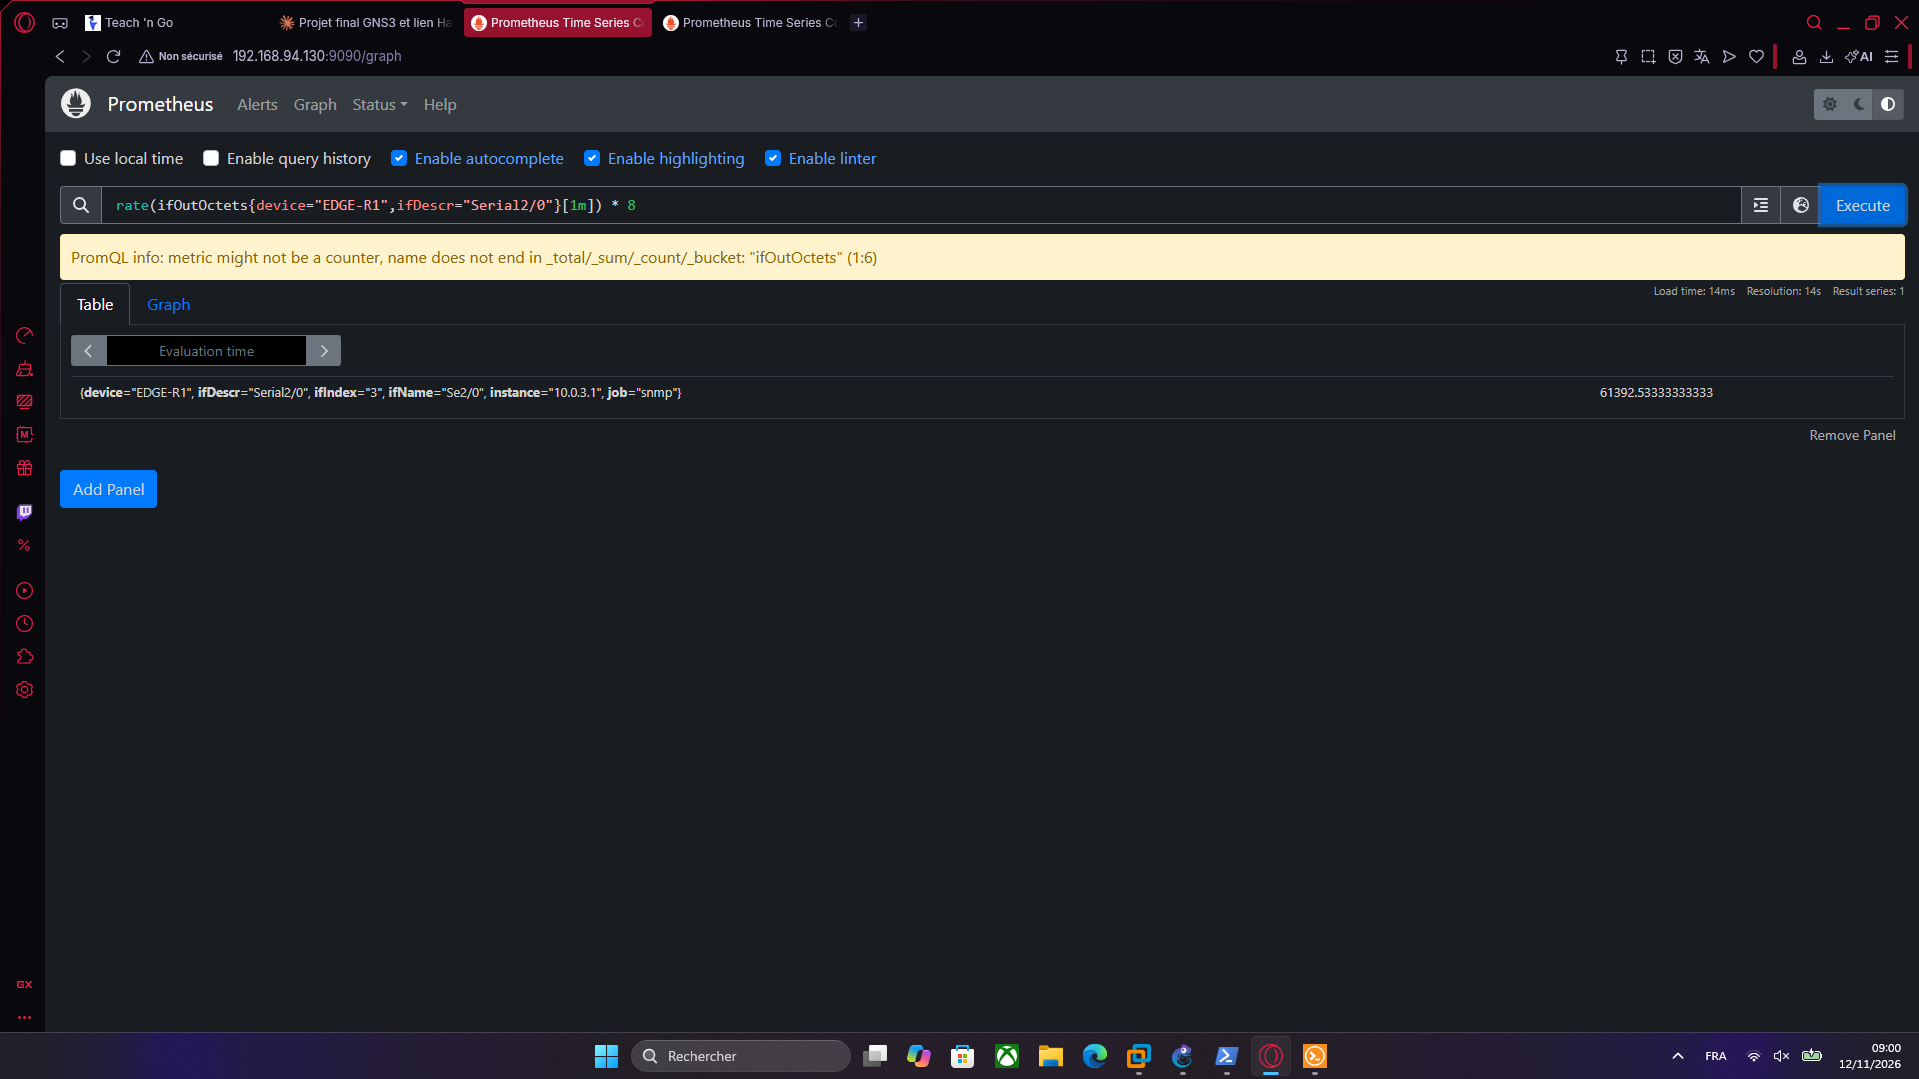 Teach 'n Go
Projet final GNS3 et lien Ha
Prometheus Time Series C
Prometheus Time Series Co
Non sécurisé
192.168.94.130:9090/graph
AI
Prometheus
Alerts
Graph
Status
Help
Use local time
Enable query history
Enable autocomplete
Enable highlighting
Enable linter
rate(ifOutOctets{device="EDGE-R1",ifDescr="Serial2/0"}[1m]) * 8
Execute
PromQL info: metric might not be a counter, name does not end in _total/_sum/_count/_bucket: "ifOutOctets" (1:6)
Table
Graph
Load time: 14ms
Resolution: 14s
Result series: 1
Evaluation time
{device="EDGE-R1", ifDescr="Serial2/0", ifIndex="3", ifName="Se2/0", instance="10.0.3.1", job="snmp"}
61392.53333333333
Remove Panel
Add Panel
M
GX
Rechercher
FRA
09:00
12/11/2026